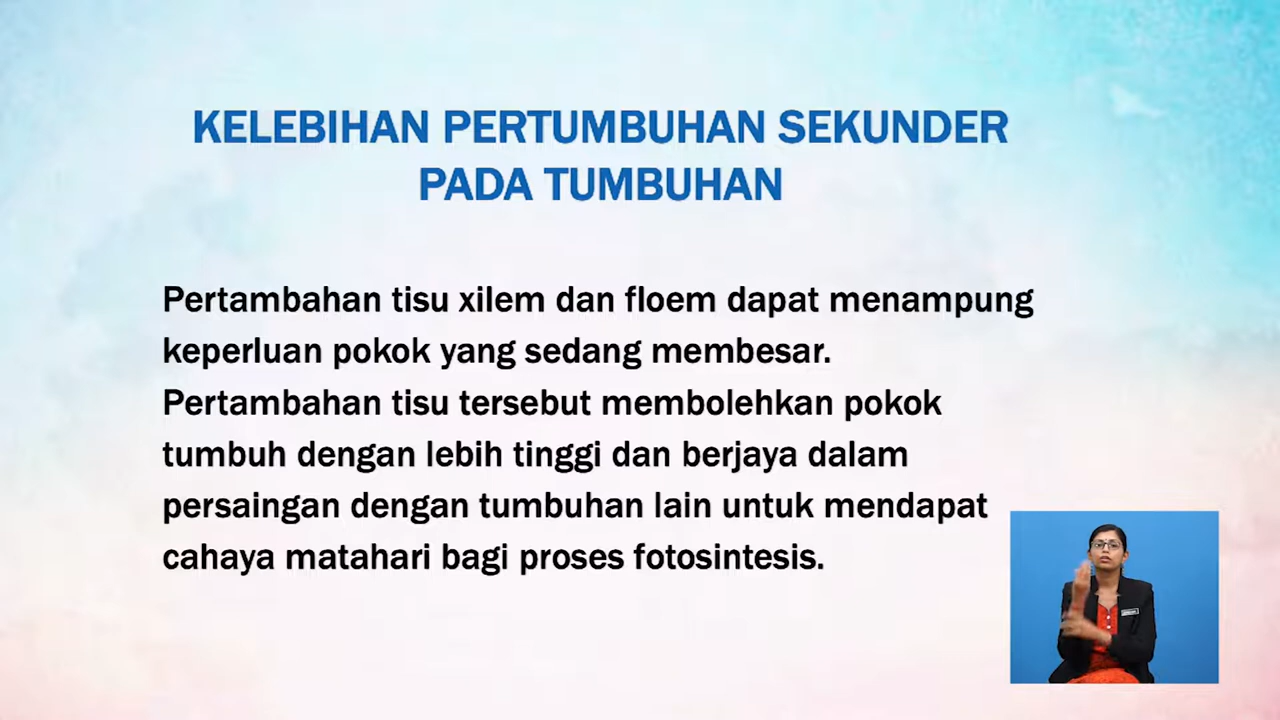 KELEBIHAN PERTUMBUHAN SEKUNDER
PADA TUMBUHAN
Pertambahan tisu xilem dan floem dapat menampung
keperluan pokok yang sedang membesar.
Pertambahan tisu tersebut membolehkan pokok
tumbuh dengan lebih tinggi dan berjaya dalam
persaingan dengan tumbuhan lain untuk mendapat
cahaya matahari bagi proses fotosintesis.